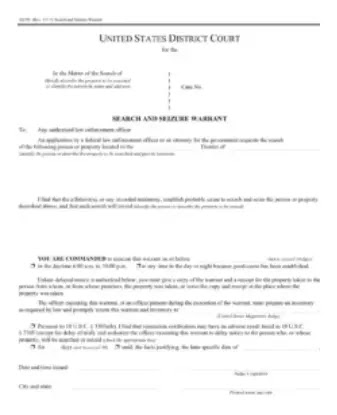 UNITED STATES DISTRICT COURT
for the
In the Matter of the Search of
(Briefly describe the property to be searched
or identify the person by name and address)
Case No.
SEARCH AND SEIZURE WARRANT
To: Any authorized law enforcement officer
An application by a federal law enforcement officer or an attorney for the government requests the search
of the following person or property located in the District of
(identify the person or describe the property to be searched and give its location):
I find that the affidavit(s), or any recorded testimony, establish probable cause to search and seize the person or property
described above, and that such search will reveal (identify the person or describe the property to be seized):
YOU ARE COMMANDED to execute this warrant on or before (not to exceed 14 days)
in the daytime 6:00 a.m. to 10:00 p.m. at any time in the day or night because good cause has been established.
Unless delayed notice is authorized below, you must give a copy of the warrant and a receipt for the property taken to the
person from whom, or from whose premises, the property was taken, or leave the copy and receipt at the place where the
property was taken.
The officer executing this warrant, or an officer present during the execution of the warrant, must prepare an inventory
as required by law and promptly return this warrant and inventory to
(United States Magistrate Judge)
Pursuant to 18 U.S.C. § 3103a(b), I find that immediate notification may have an adverse result listed in 18 U.S.C.
§ 2705 (except for delay of trial), and authorize the officer executing this warrant to delay notice to the person who, or whose
property, will be searched or seized (check the appropriate box)
for days (not to exceed 30) until, the facts justifying, the later specific date of
Date and time issued:
Judge's signature
City and state:
Printed name and title